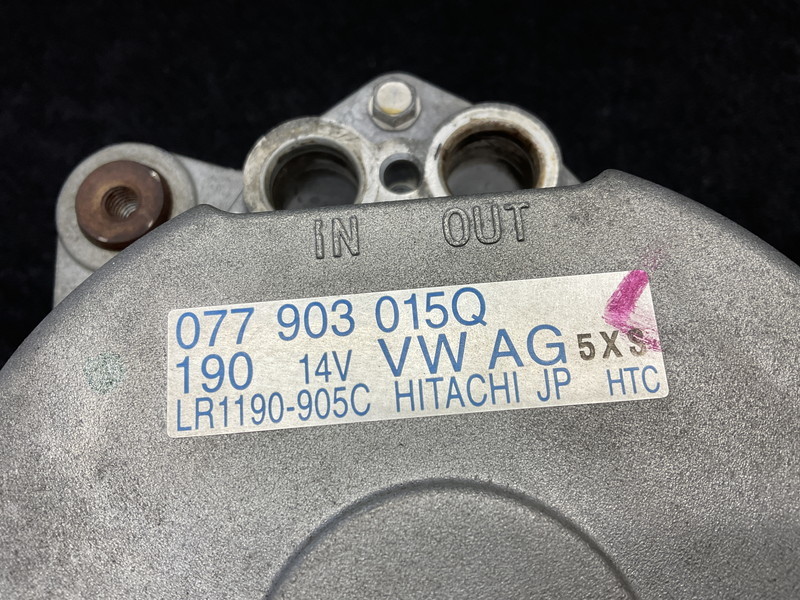 IN OUT
077 903 015Q
190 14V VW AG 5XS
LR1190-905C HITACHI JP HTC